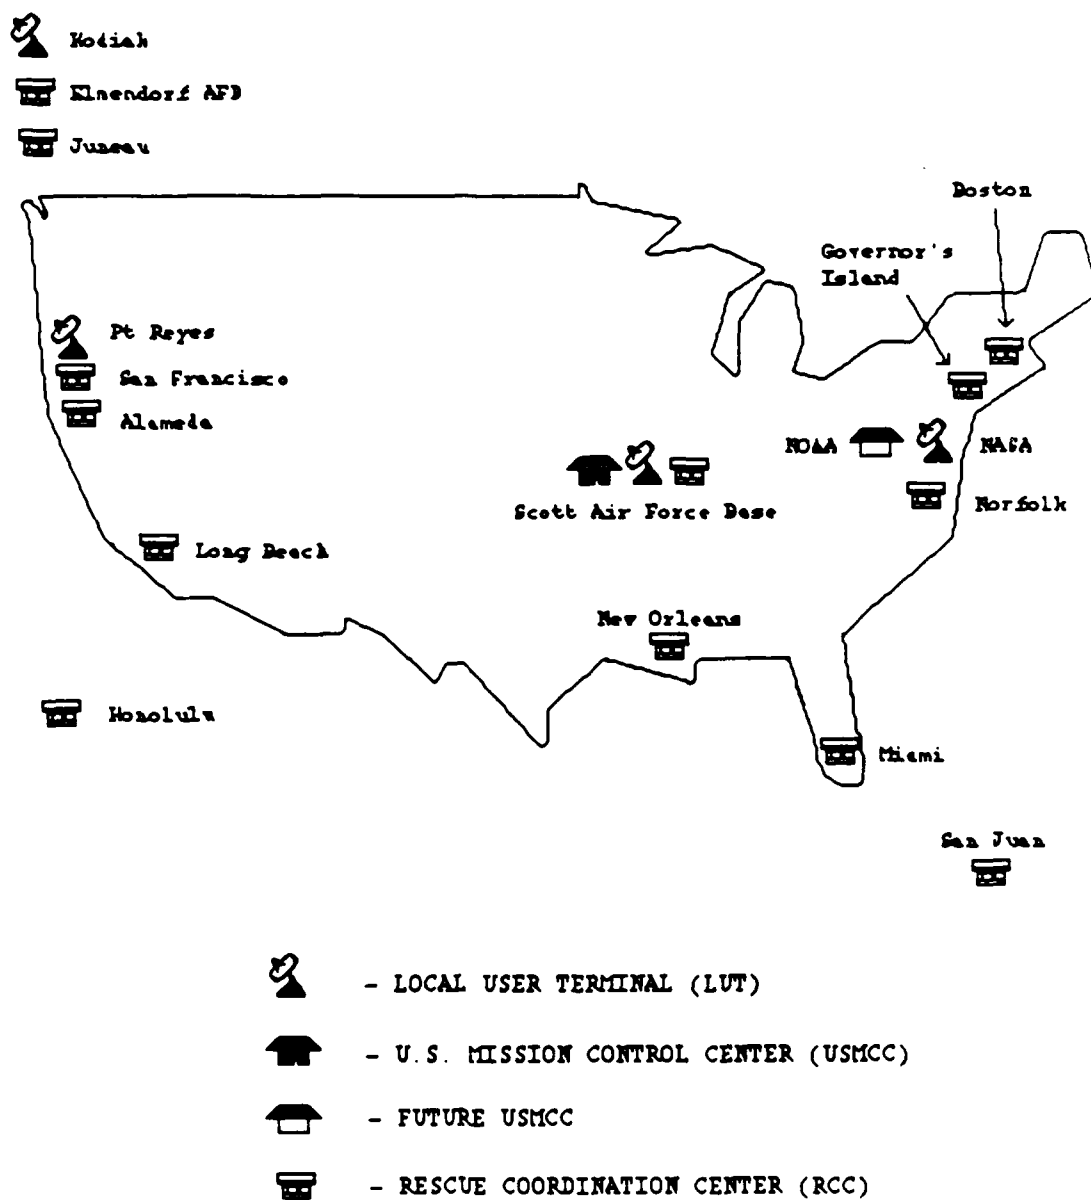 Kodiak
Elmendorf AFB
Juneau
Boston
Governor's
Island
Pt Reyes
San Francisco
Alameda
NOAA
NASA
Scott Air Force Base
Norfolk
Long Beach
New Orleans
Honolulu
Miami
San Juan
- LOCAL USER TERMINAL (LUT)
- U.S. MISSION CONTROL CENTER (USMCC)
- FUTURE USMCC
- RESCUE COORDINATION CENTER (RCC)